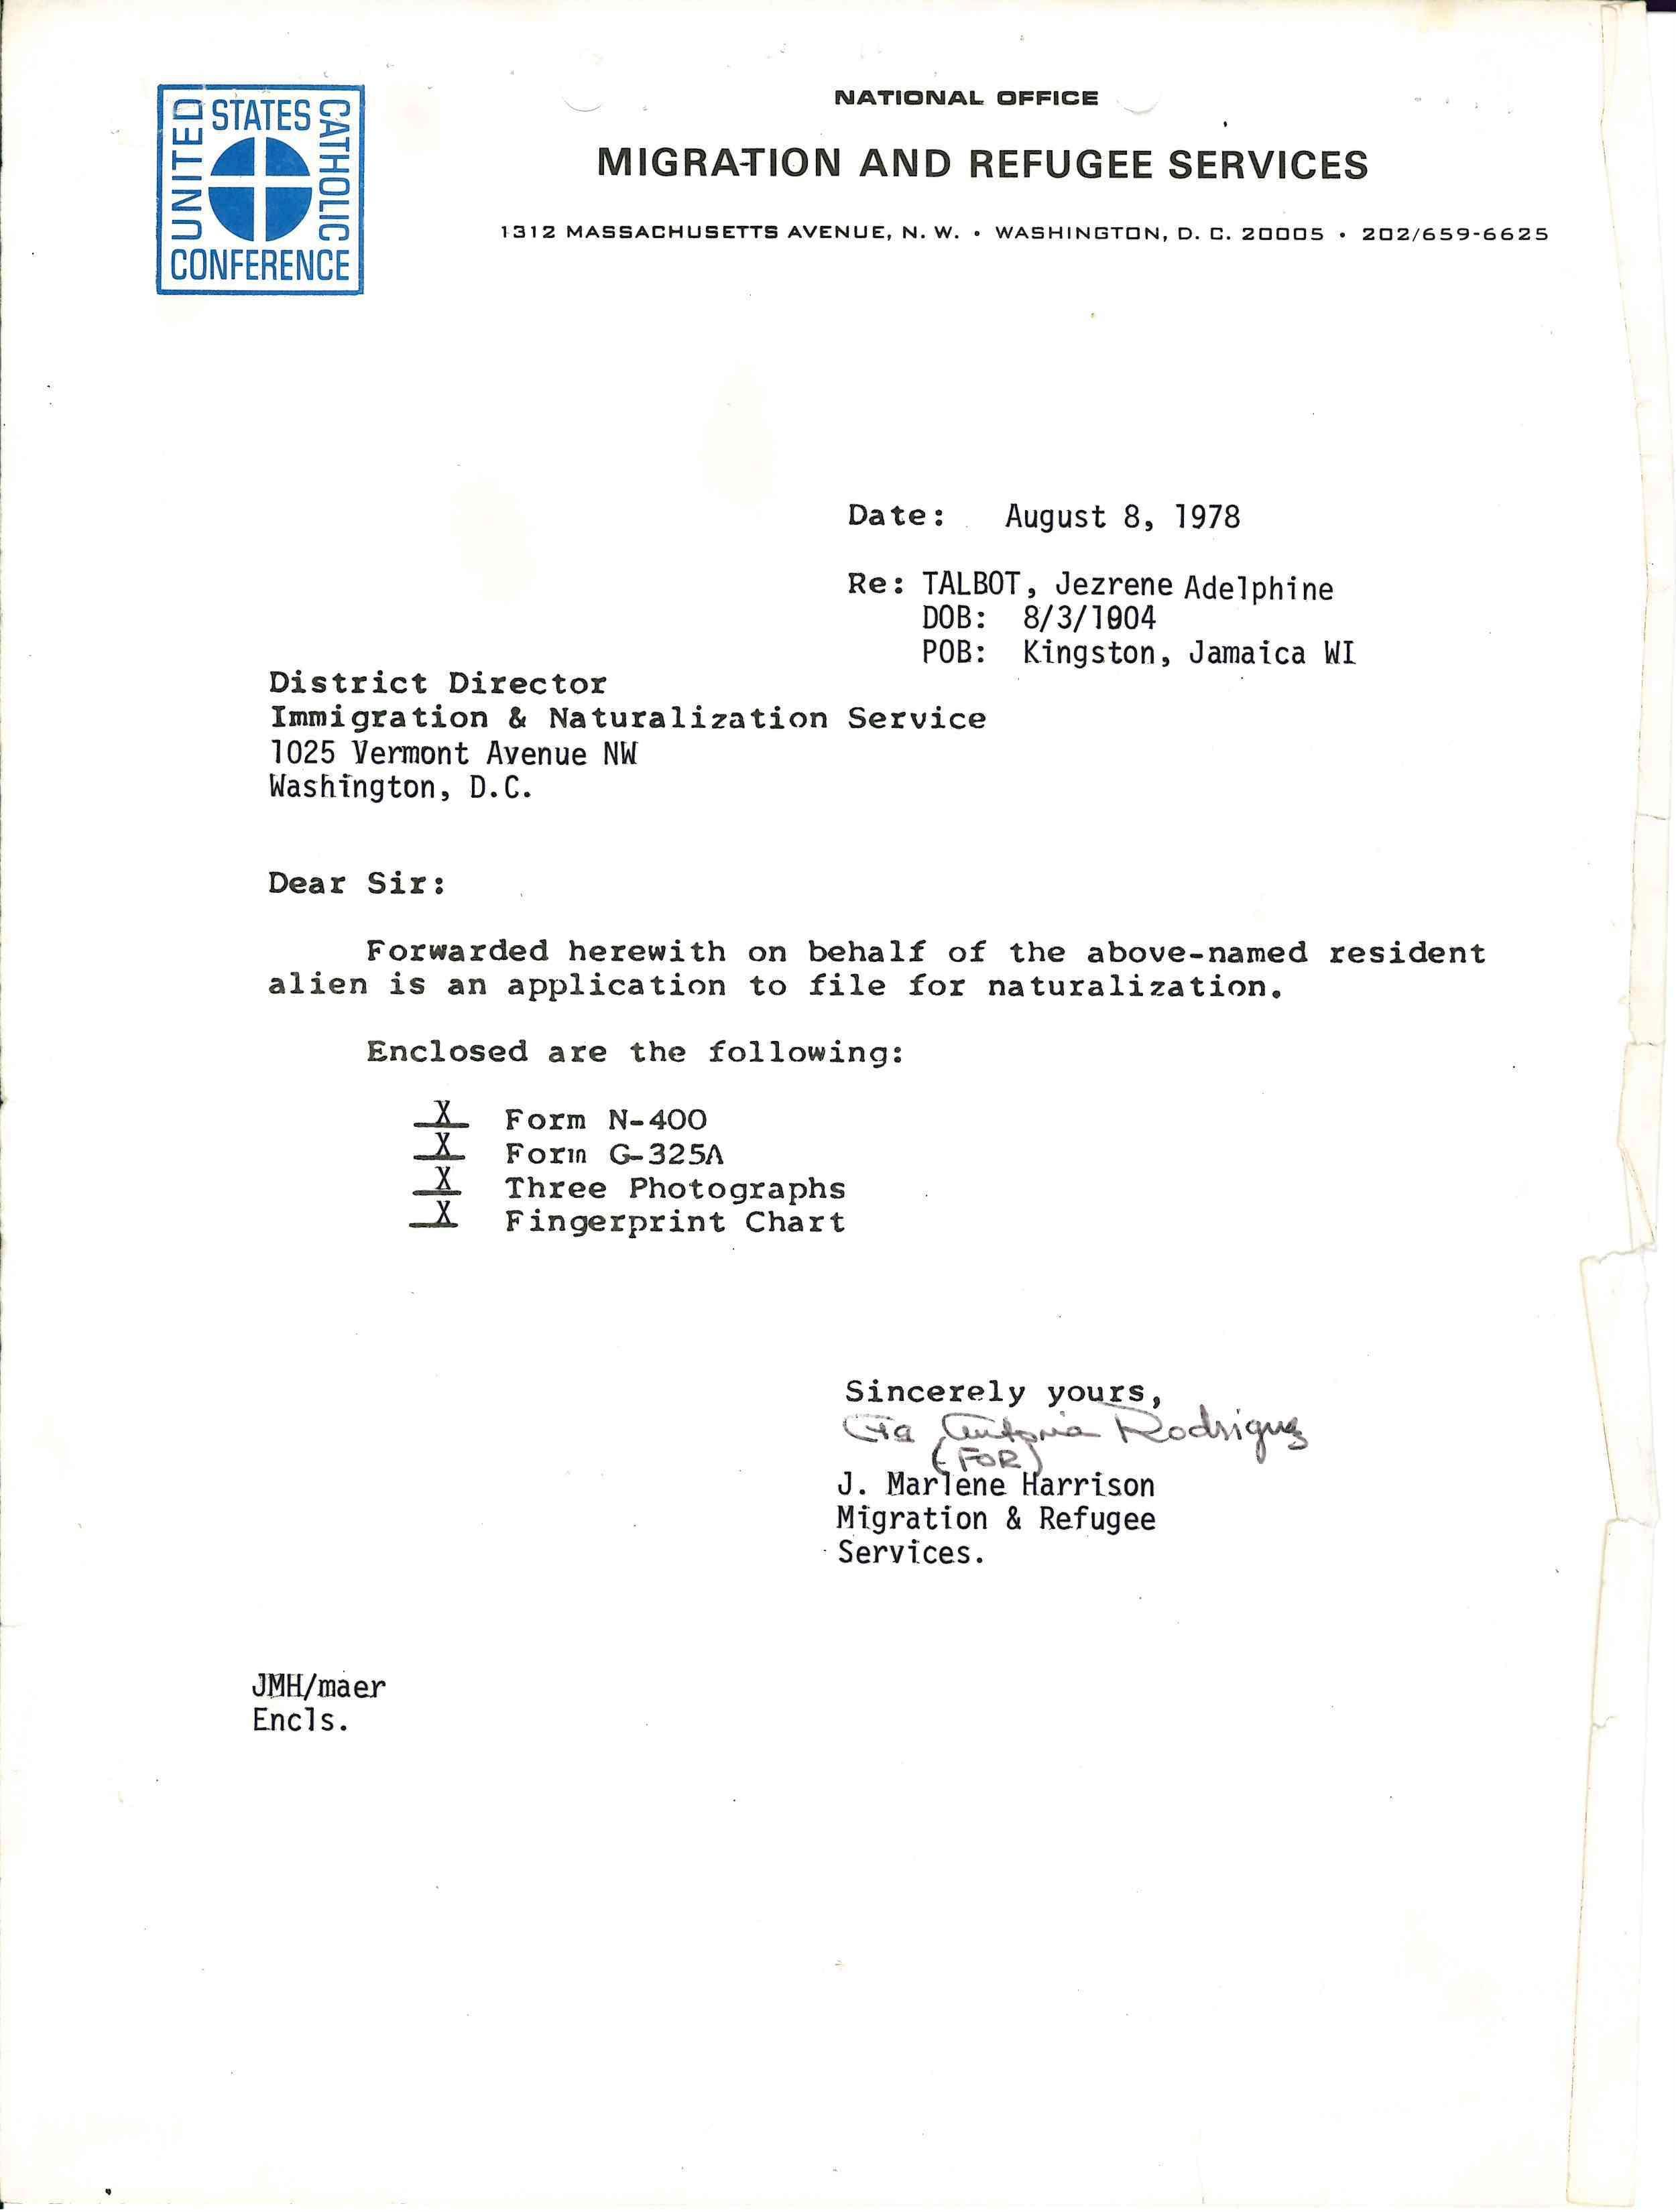 UNITED STATES CATHOLIC CONFERENCE
NATIONAL OFFICE
MIGRATION AND REFUGEE SERVICES
1312 MASSACHUSETTS AVENUE, N. W. • WASHINGTON, D. C. 20005 • 202/659-6625
Date: August 8, 1978
Re: TALBOT, Jezrene Adelphine
DOB: 8/3/1904
POB: Kingston, Jamaica WI
District Director
Immigration & Naturalization Service
1025 Vermont Avenue NW
Washington, D.C.
Dear Sir:
Forwarded herewith on behalf of the above-named resident
alien is an application to file for naturalization.
Enclosed are the following:
X Form N-400
X Form G-325A
X Three Photographs
X Fingerprint Chart
Sincerely yours,
Antonia Rodriguez
(FOR)
J. Marlene Harrison
Migration & Refugee
Services.
JMH/maer
Encls.